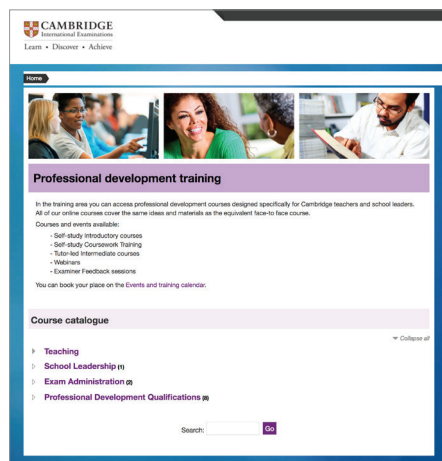 CAMBRIDGE
International Examinations
Learn • Discover • Achieve
Home
Professional development training
In the training area you can access professional development courses designed specifically for Cambridge teachers and school leaders.
All of our online courses cover the same ideas and materials as the equivalent face-to face course.
Courses and events available:
- Self-study Introductory courses
- Self-study Coursework Training
- Tutor-led Intermediate courses
- Webinars
- Examiner Feedback sessions
You can book your place on the Events and training calendar.
Course catalogue
Collapse all
Teaching
School Leadership (1)
Exam Administration (2)
Professional Development Qualifications (8)
Search:
Go